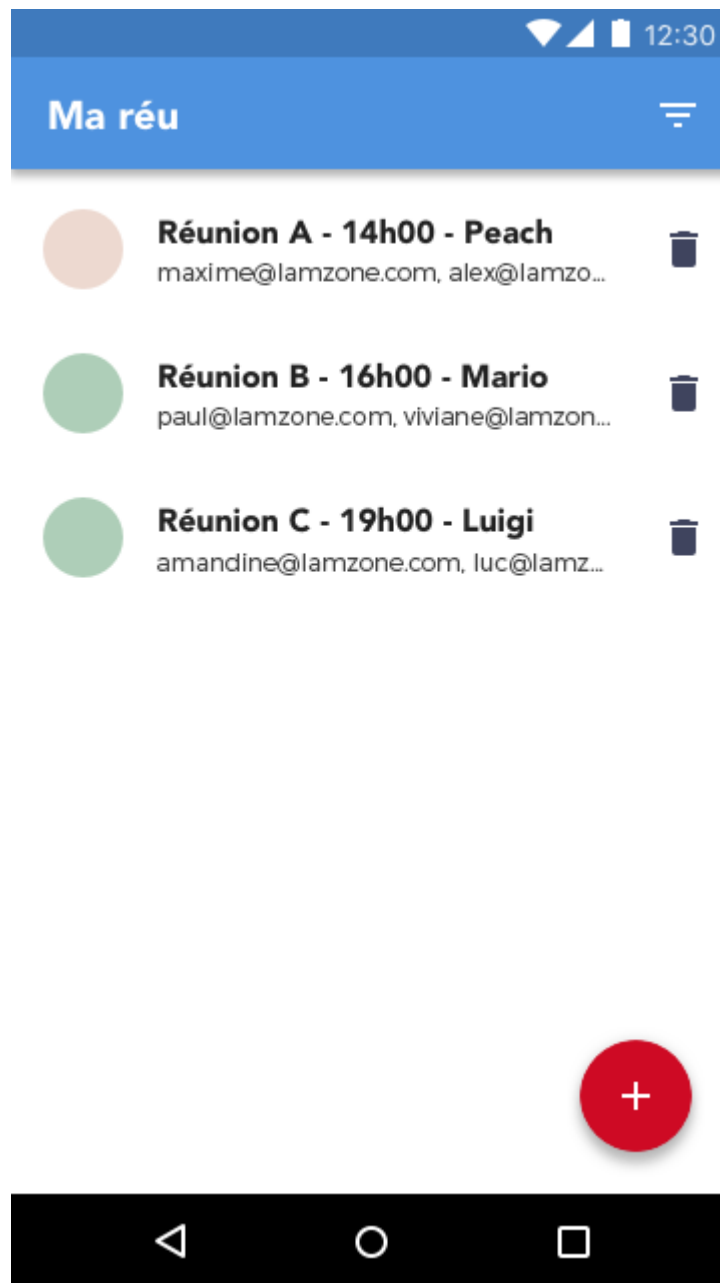 12:30
Ma réu
Réunion A - 14h00 - Peach
maxime@lamzone.com, alex@lamzo...
Réunion B - 16h00 - Mario
paul@lamzone.com, viviane@lamzon...
Réunion C - 19h00 - Luigi
amandine@lamzone.com, luc@lamz...